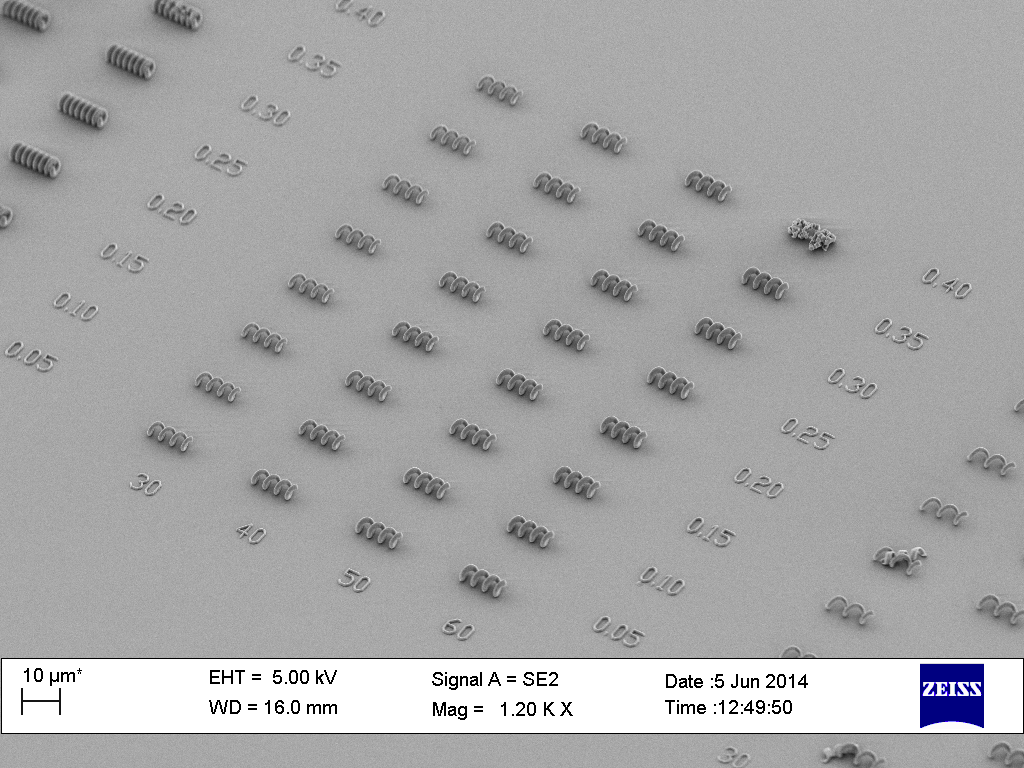 0.40
0.35
0.30
0.25
0.20
0.15
0.10
0.05
0.40
0.35
0.30
0.25
0.20
0.15
0.10
0.05
30
40
50
60
10 µm*
EHT = 5.00 kV
WD = 16.0 mm
Signal A = SE2
Mag = 1.20 K X
Date :5 Jun 2014
Time :12:49:50
ZEISS
30